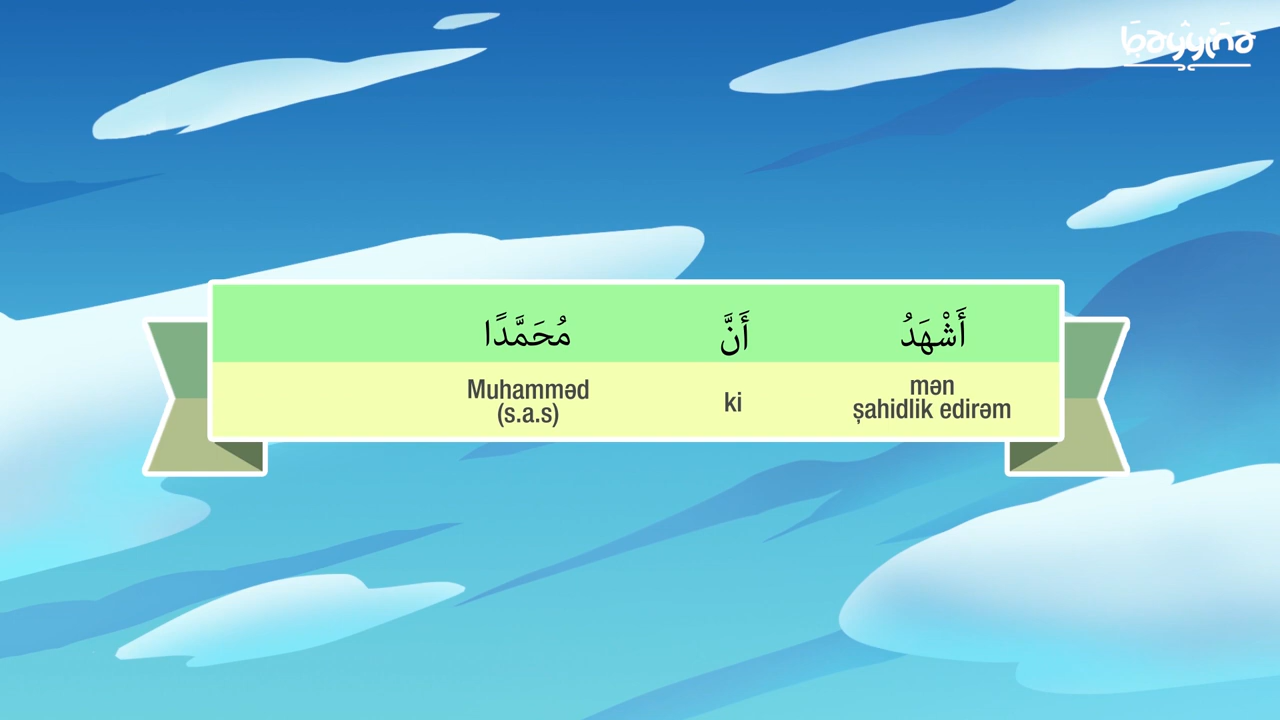 bayyina
أَشْهَدُ أَنَّ مُحَمَّدًا
mən
şahidlik edirəm
ki
Muhamməd
(s.a.s)